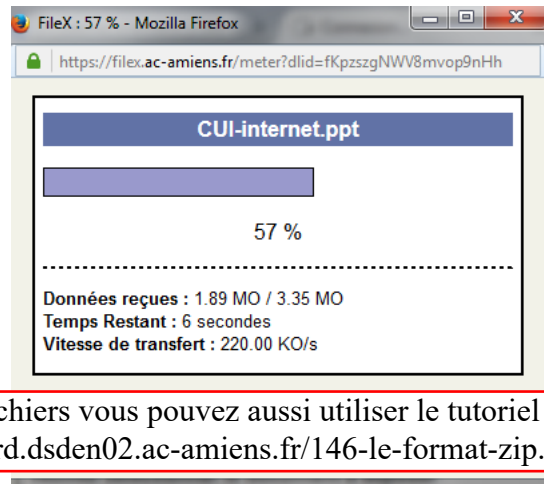 FileX : 57 % - Mozilla Firefox
https://filex.ac-amiens.fr/meter?dlid=fKpzszgNWV8mvop9nHh
CUI-internet.ppt
57 %
Données reçues : 1.89 MO / 3.35 MO
Temps Restant : 6 secondes
Vitesse de transfert : 220.00 KO/s
chiers vous pouvez aussi utiliser le tutoriel
rd.dsden02.ac-amiens.fr/146-le-format-zip.